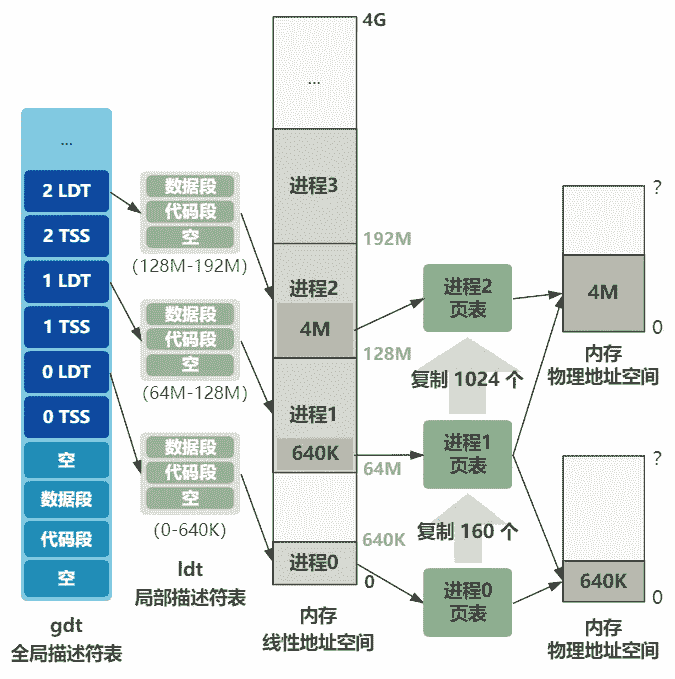 ...
2 LDT
2 TSS
1 LDT
1 TSS
0 LDT
0 TSS
空
数据段
代码段
空
gdt
全局描述符表
数据段
代码段
空
(128M-192M)
数据段
代码段
空
(64M-128M)
数据段
代码段
空
(0-640K)
ldt
局部描述符表
4G
...
进程3
192M
进程2
4M
128M
进程1
640K
64M
640K
进程0
0
内存
线性地址空间
进程2
页表
复制 1024 个
进程1
页表
复制 160 个
进程0
页表
?
4M
0
内存
物理地址空间
?
640K
0
内存
物理地址空间